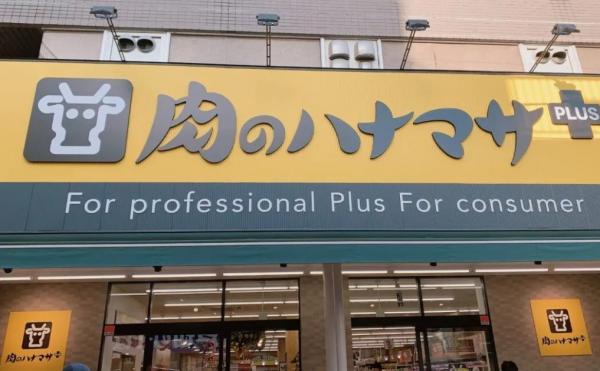 肉のハナマサ PLUS
For professional Plus For consumer
肉のハナマサ
肉のハナマサ